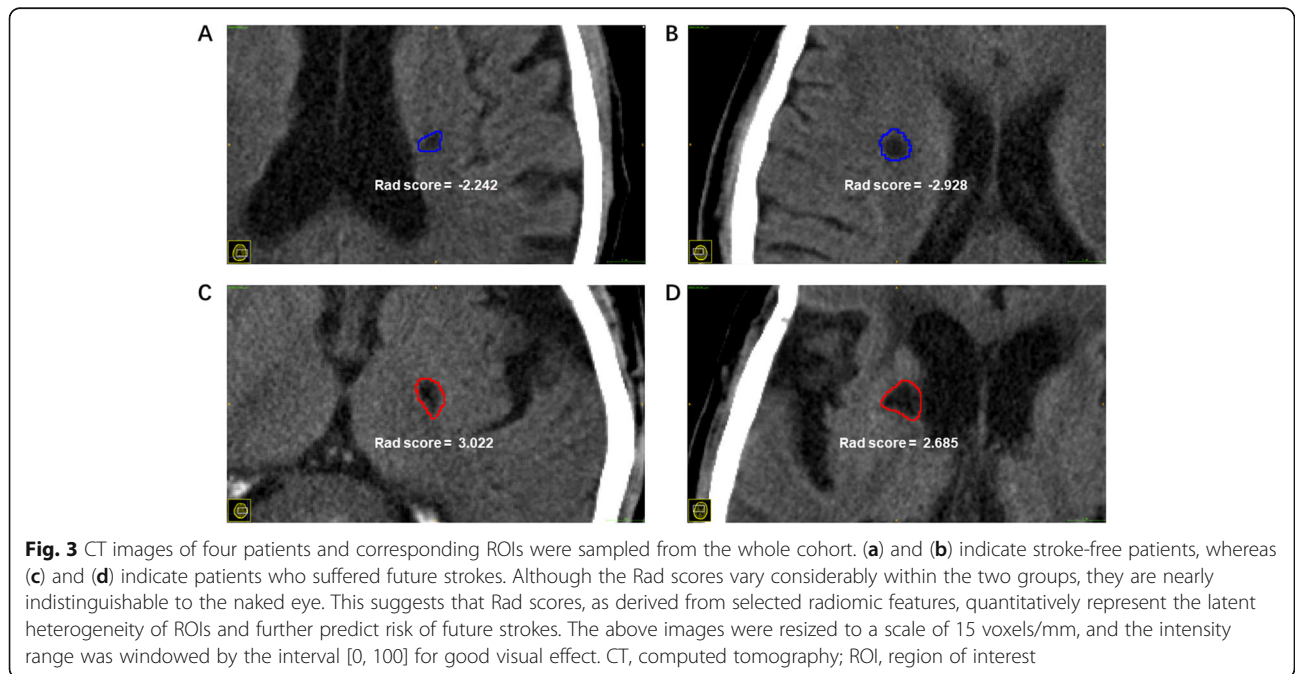 A
B
Rad score = -2.242
Rad score = -2.928
C
D
Rad score = 3.022
Rad score = 2.685
Fig. 3 CT images of four patients and corresponding ROIs were sampled from the whole cohort. (a) and (b) indicate stroke-free patients, whereas
(c) and (d) indicate patients who suffered future strokes. Although the Rad scores vary considerably within the two groups, they are nearly
indistinguishable to the naked eye. This suggests that Rad scores, as derived from selected radiomic features, quantitatively represent the latent
heterogeneity of ROIs and further predict risk of future strokes. The above images were resized to a scale of 15 voxels/mm, and the intensity
range was windowed by the interval [0, 100] for good visual effect. CT, computed tomography; ROI, region of interest